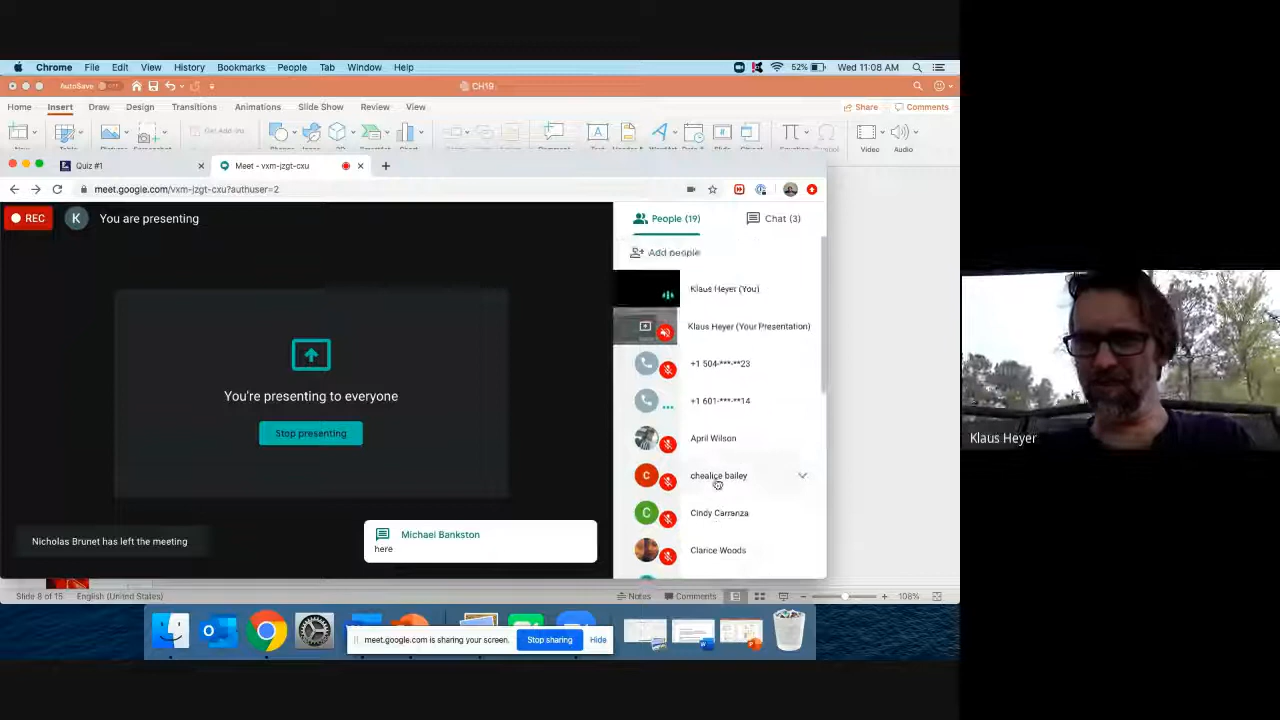 Chrome File Edit View History Bookmarks People Tab Window Help 52% Wed 11:08 AM
AutoSave CH19
Home Insert Draw Design Transitions Animations Slide Show Review View Share Comments
Get Add-ins
Video Audio
Quiz #1 Meet - vxm-jzgt-cxu
meet.google.com/vxm-jzgt-cxu?authuser=2
REC K You are presenting
People (19) Chat (3)
Add people
Klaus Heyer (You)
Klaus Heyer (Your Presentation)
+1 504-***-**23
+1 601-***-**14
April Wilson
C chealice bailey
C Cindy Carranza
Clarice Woods
You're presenting to everyone
Stop presenting
Nicholas Brunet has left the meeting
Michael Bankston
here
Slide 8 of 15 English (United States) Notes Comments 108%
meet.google.com is sharing your screen. Stop sharing Hide
Klaus Heyer